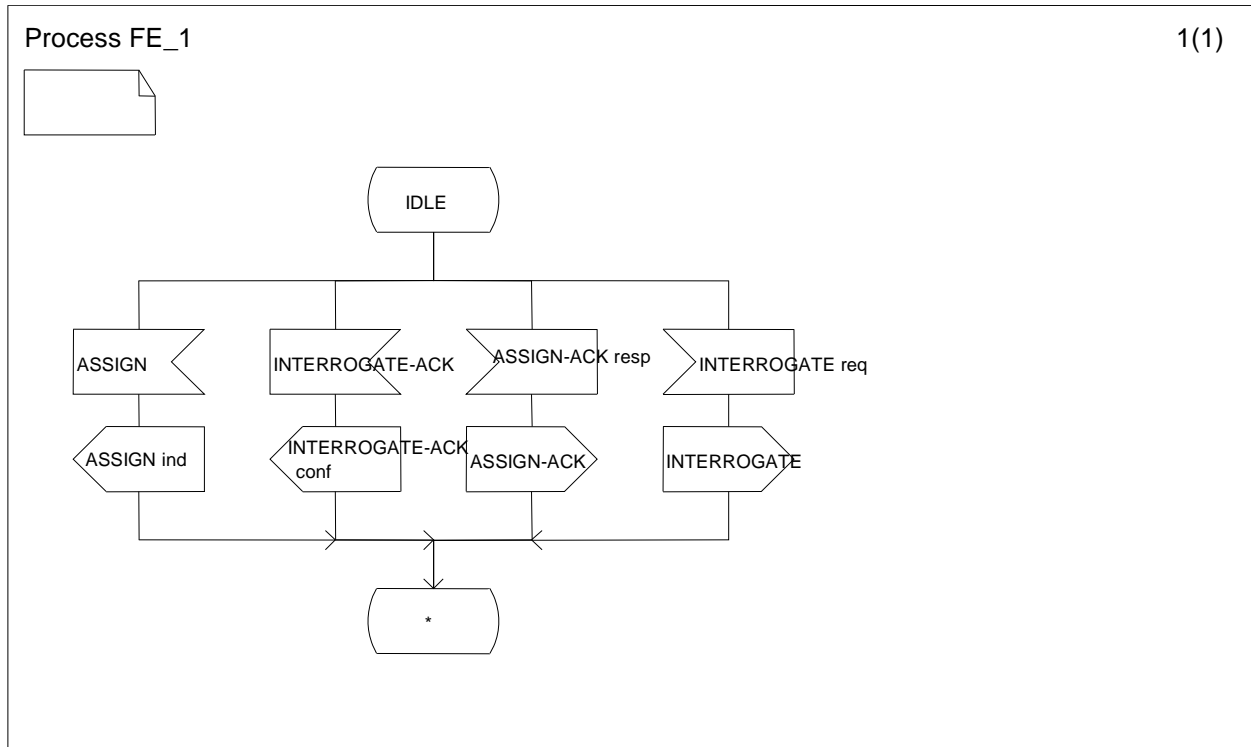 Process FE_1
1(1)
IDLE
ASSIGN
INTERROGATE-ACK
ASSIGN-ACK resp
INTERROGATE req
ASSIGN ind
INTERROGATE-ACK
conf
ASSIGN-ACK
INTERROGATE
*